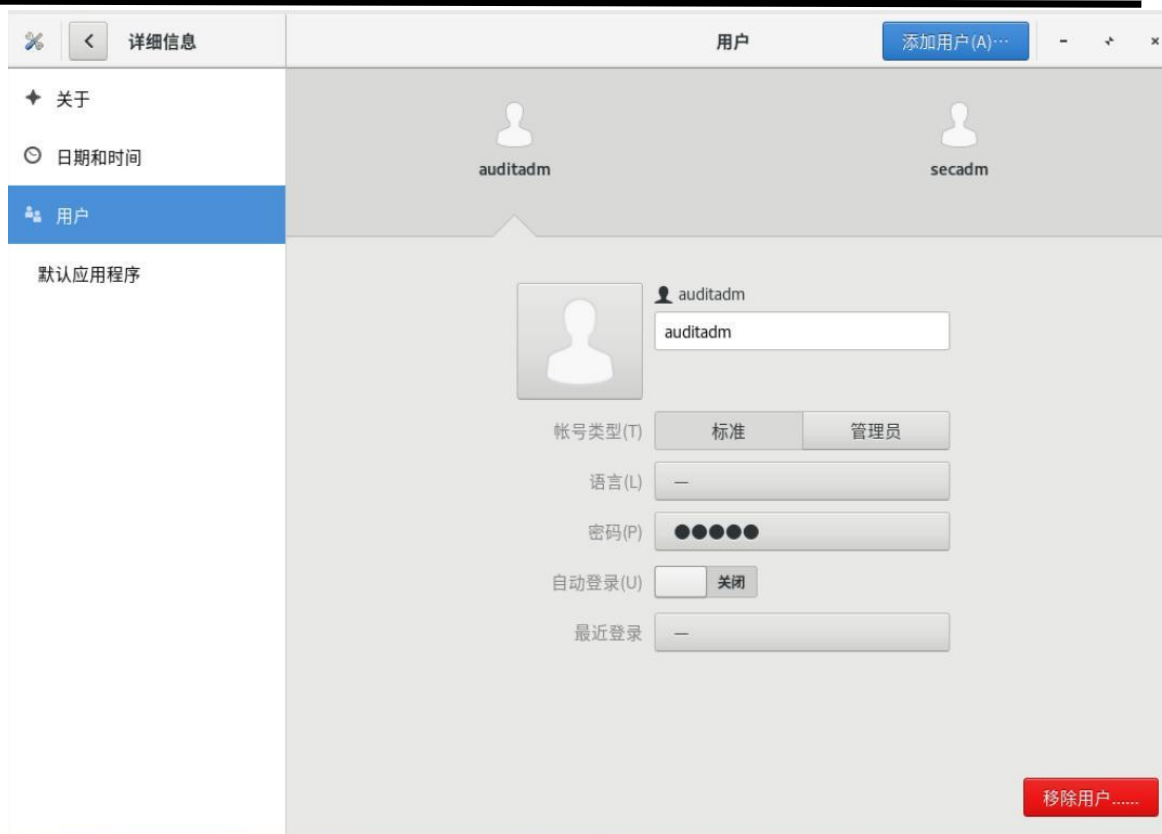 详细信息
用户
添加用户(A)…
关于
日期和时间
用户
默认应用程序
auditadm
secadm
auditadm
auditadm
帐号类型(T) 标准 管理员
语言(L) —
密码(P) ●●●●●
自动登录(U) 关闭
最近登录 —
移除用户……